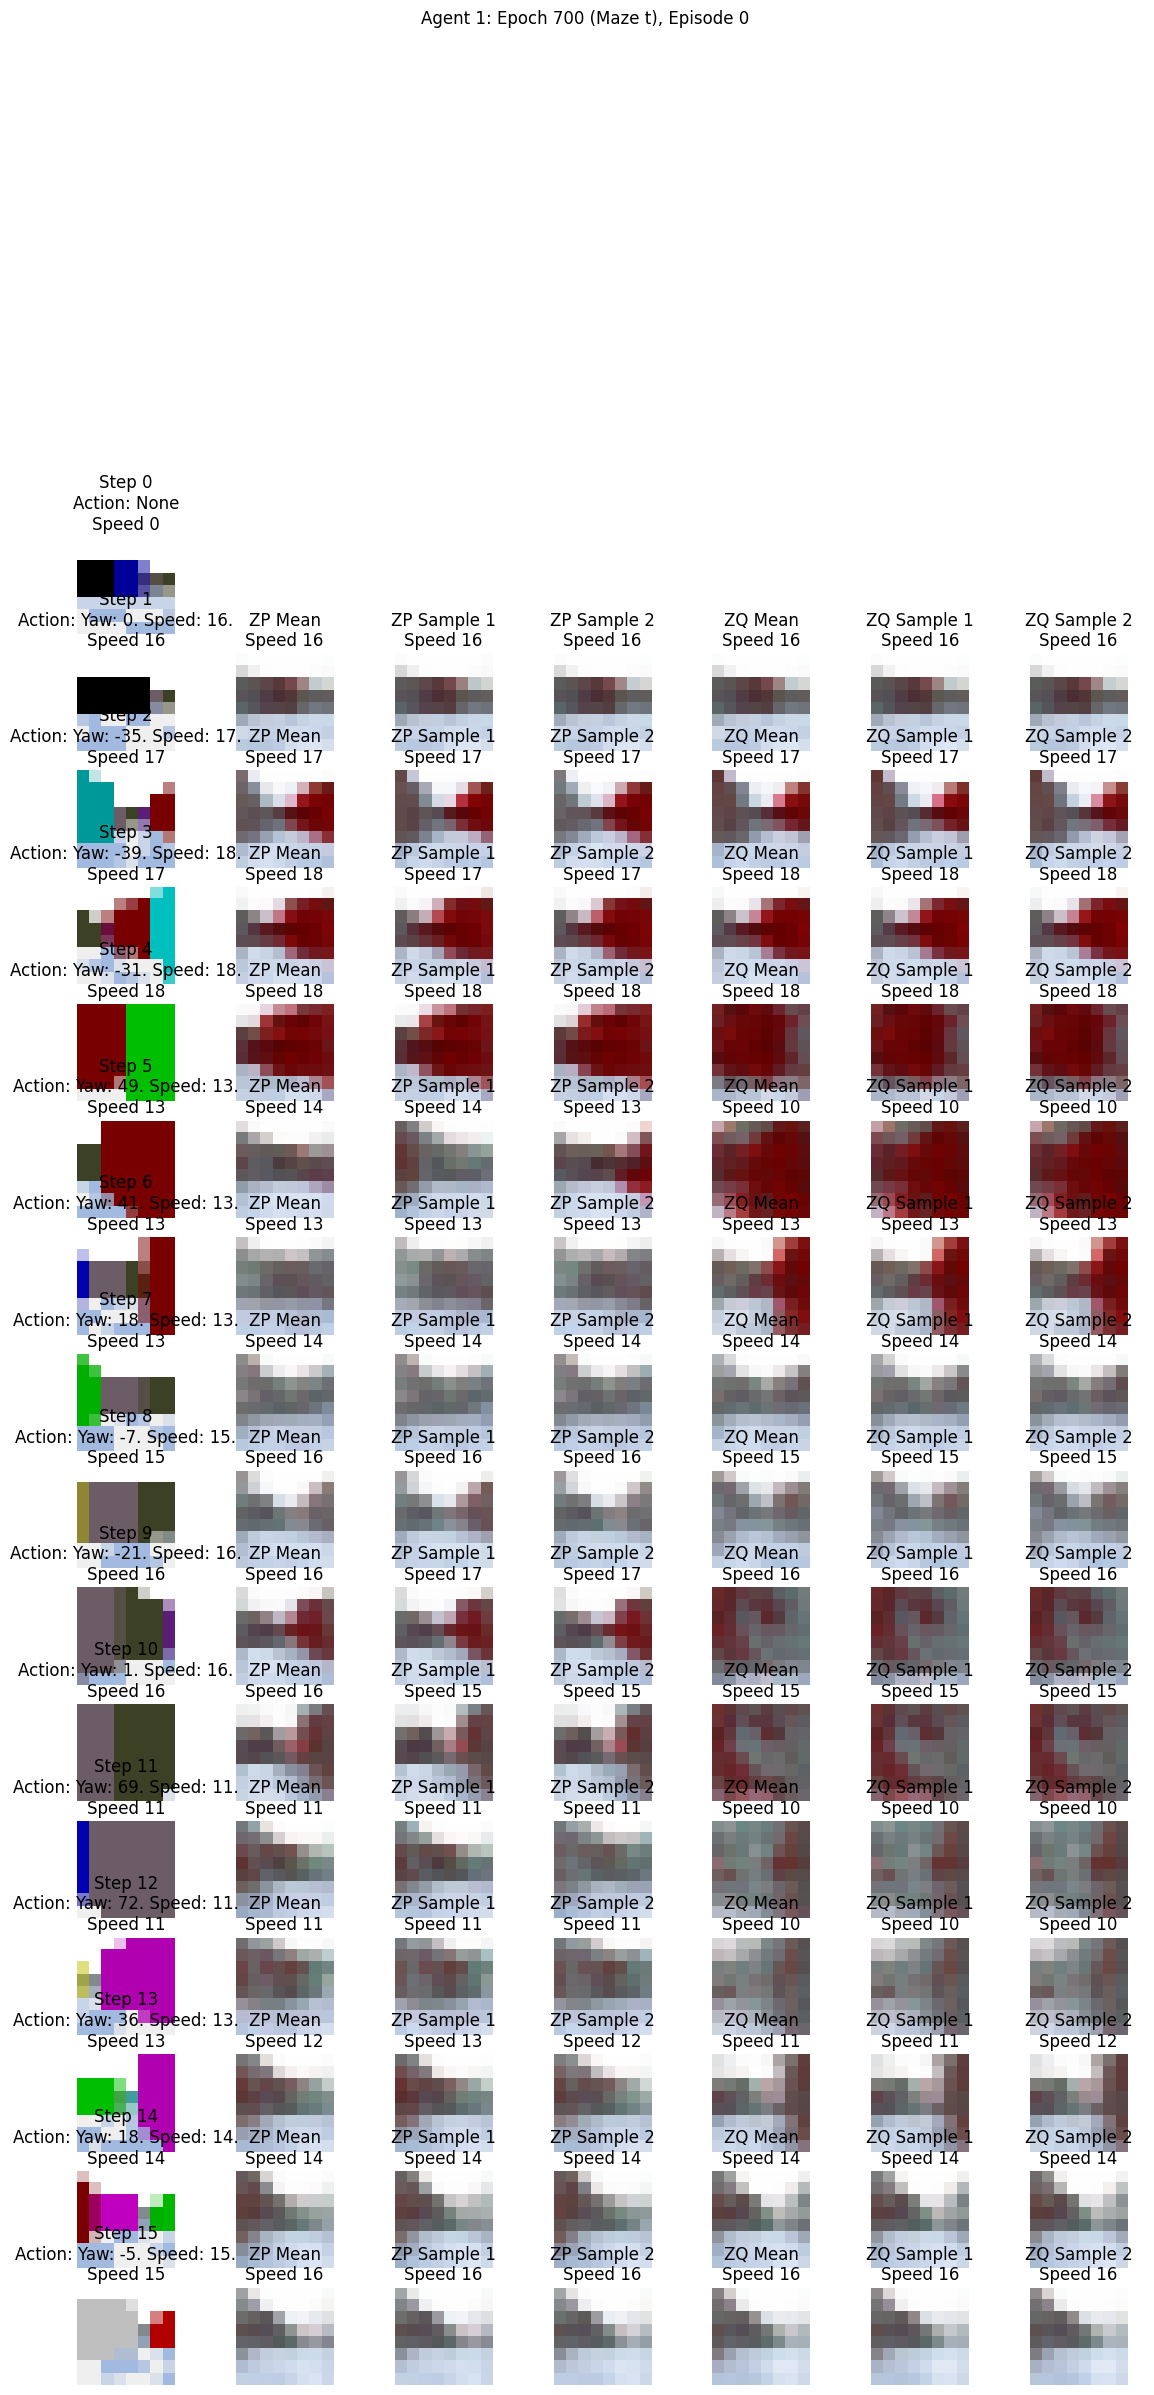 Agent 1: Epoch 700 (Maze t), Episode 0
Step 0
Action: None
Speed 0
Step 1
Action: Yaw: 0. Speed: 16. ZP Mean ZP Sample 1 ZP Sample 2 ZQ Mean ZQ Sample 1 ZQ Sample 2
Speed 16 Speed 16 Speed 16 Speed 16 Speed 16 Speed 16 Speed 16
Step 2
Action: Yaw: -35. Speed: 17. ZP Mean ZP Sample 1 ZP Sample 2 ZQ Mean ZQ Sample 1 ZQ Sample 2
Speed 17 Speed 17 Speed 17 Speed 17 Speed 17 Speed 17 Speed 17
Step 3
Action: Yaw: -39. Speed: 18. ZP Mean ZP Sample 1 ZP Sample 2 ZQ Mean ZQ Sample 1 ZQ Sample 2
Speed 17 Speed 18 Speed 17 Speed 17 Speed 18 Speed 18 Speed 18
Step 4
Action: Yaw: -31. Speed: 18. ZP Mean ZP Sample 1 ZP Sample 2 ZQ Mean ZQ Sample 1 ZQ Sample 2
Speed 18 Speed 18 Speed 18 Speed 18 Speed 18 Speed 18 Speed 18
Step 5
Action: Yaw: 49. Speed: 13. ZP Mean ZP Sample 1 ZP Sample 2 ZQ Mean ZQ Sample 1 ZQ Sample 2
Speed 13 Speed 14 Speed 14 Speed 13 Speed 10 Speed 10 Speed 10
Step 6
Action: Yaw: 41. Speed: 13. ZP Mean ZP Sample 1 ZP Sample 2 ZQ Mean ZQ Sample 1 ZQ Sample 2
Speed 13 Speed 13 Speed 13 Speed 13 Speed 13 Speed 13 Speed 13
Step 7
Action: Yaw: 18. Speed: 13. ZP Mean ZP Sample 1 ZP Sample 2 ZQ Mean ZQ Sample 1 ZQ Sample 2
Speed 13 Speed 14 Speed 14 Speed 14 Speed 14 Speed 14 Speed 14
Step 8
Action: Yaw: -7. Speed: 15. ZP Mean ZP Sample 1 ZP Sample 2 ZQ Mean ZQ Sample 1 ZQ Sample 2
Speed 15 Speed 16 Speed 16 Speed 16 Speed 15 Speed 15 Speed 15
Step 9
Action: Yaw: -21. Speed: 16. ZP Mean ZP Sample 1 ZP Sample 2 ZQ Mean ZQ Sample 1 ZQ Sample 2
Speed 16 Speed 16 Speed 17 Speed 17 Speed 16 Speed 16 Speed 16
Step 10
Action: Yaw: 1. Speed: 16. ZP Mean ZP Sample 1 ZP Sample 2 ZQ Mean ZQ Sample 1 ZQ Sample 2
Speed 16 Speed 16 Speed 15 Speed 15 Speed 15 Speed 15 Speed 15
Step 11
Action: Yaw: 69. Speed: 11. ZP Mean ZP Sample 1 ZP Sample 2 ZQ Mean ZQ Sample 1 ZQ Sample 2
Speed 11 Speed 11 Speed 11 Speed 11 Speed 10 Speed 10 Speed 10
Step 12
Action: Yaw: 72. Speed: 11. ZP Mean ZP Sample 1 ZP Sample 2 ZQ Mean ZQ Sample 1 ZQ Sample 2
Speed 11 Speed 11 Speed 11 Speed 11 Speed 10 Speed 10 Speed 10
Step 13
Action: Yaw: 36. Speed: 13. ZP Mean ZP Sample 1 ZP Sample 2 ZQ Mean ZQ Sample 1 ZQ Sample 2
Speed 13 Speed 12 Speed 13 Speed 12 Speed 11 Speed 11 Speed 12
Step 14
Action: Yaw: 18. Speed: 14. ZP Mean ZP Sample 1 ZP Sample 2 ZQ Mean ZQ Sample 1 ZQ Sample 2
Speed 14 Speed 14 Speed 14 Speed 14 Speed 14 Speed 14 Speed 14
Step 15
Action: Yaw: -5. Speed: 15. ZP Mean ZP Sample 1 ZP Sample 2 ZQ Mean ZQ Sample 1 ZQ Sample 2
Speed 15 Speed 16 Speed 16 Speed 16 Speed 16 Speed 16 Speed 16